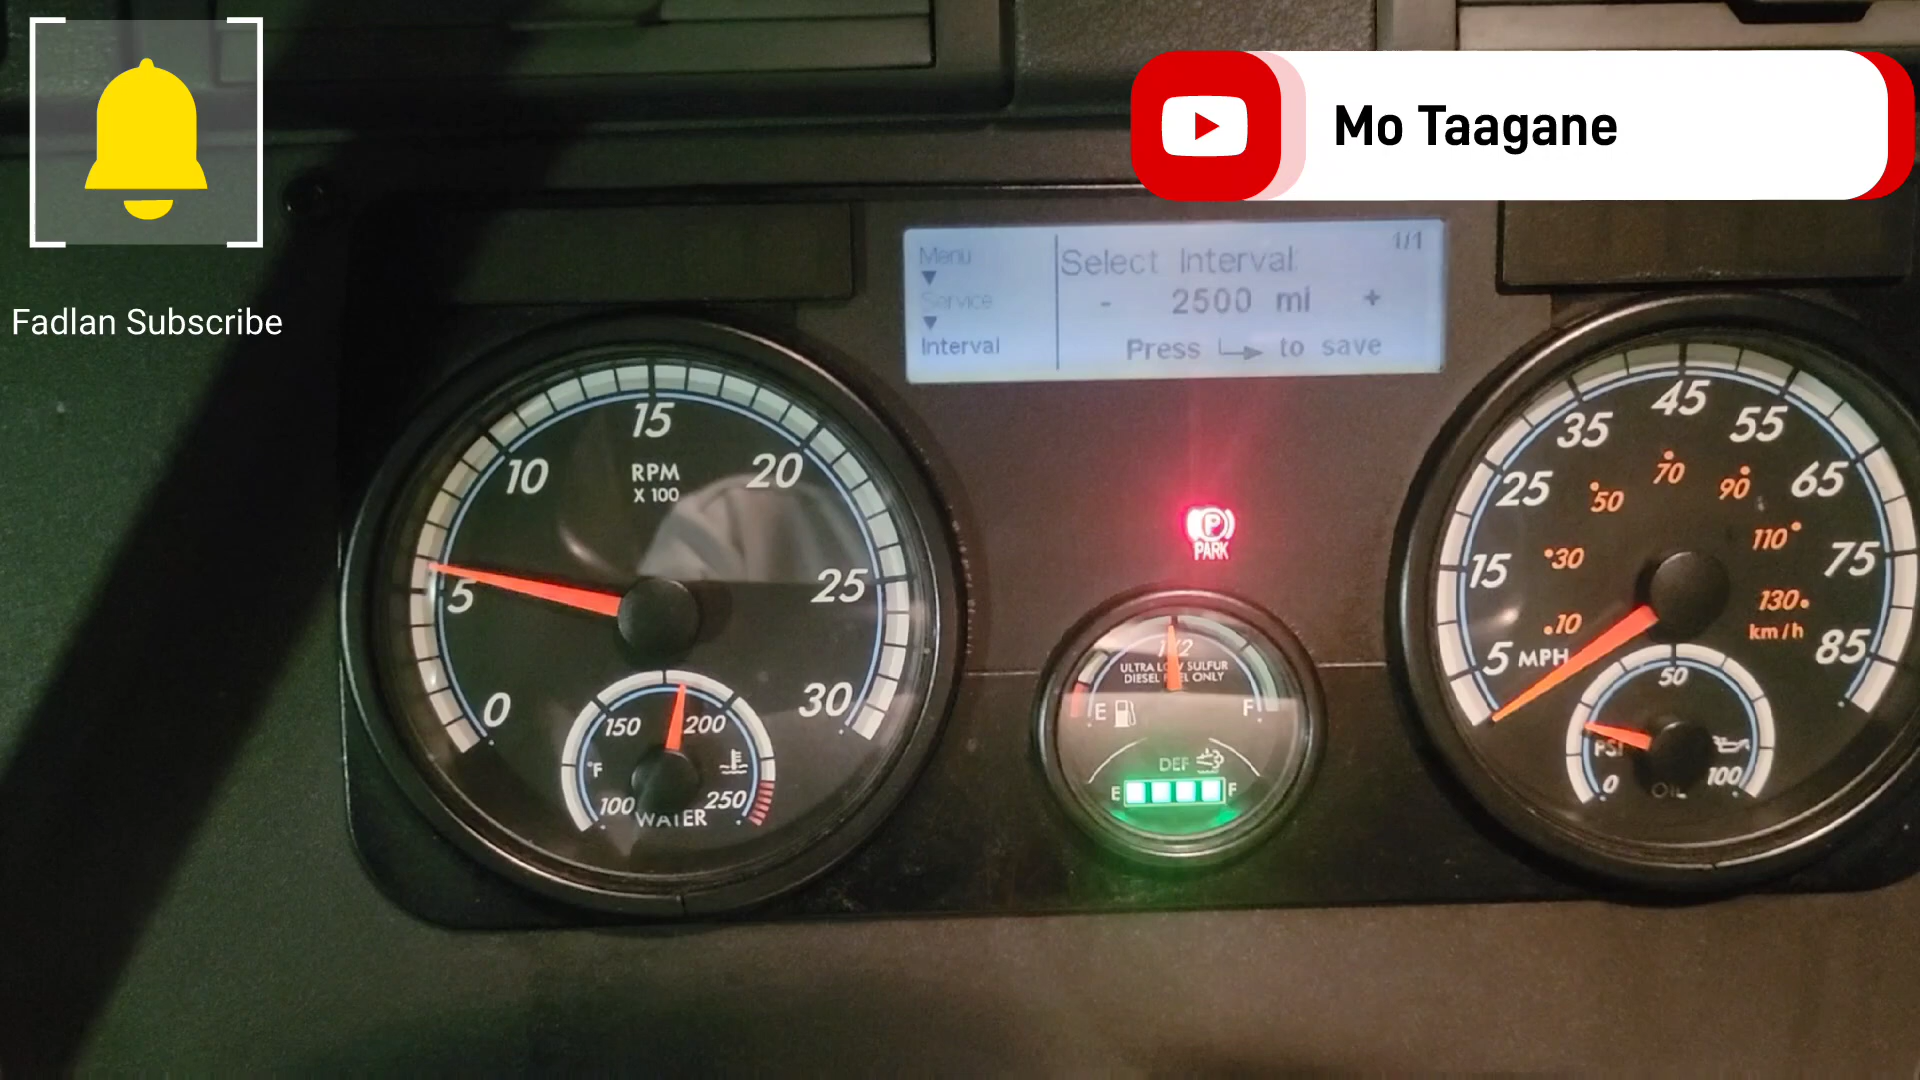 Mo Taagane
Fadlan Subscribe
Menu
Service
Interval
Select Interval:
1/1
- 2500 mi +
Press to save
0
5
10
15
20
25
30
RPM
X 100
100
150
200
250
°F
WATER
PARK
1/2
ULTRA LOW SULFUR
DIESEL FUEL ONLY
E
F
DEF
E
F
5
15
25
35
45
55
65
75
85
MPH
10
30
50
70
90
110
130
km/h
0
50
100
PSI
OIL